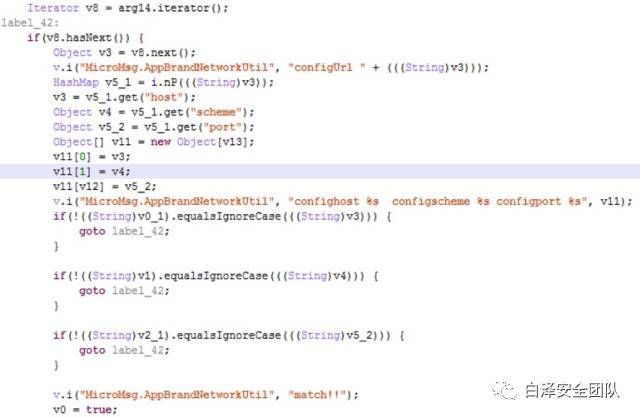 Iterator v8 = arg14.iterator();
label_42:
if(v8.hasNext()) {
Object v3 = v8.next();
v.i("MicroMsg.AppBrandNetworkUtil", "configUrl " + (((String)v3)));
HashMap v5_1 = i.nP(((String)v3));
v3 = v5_1.get("host");
Object v4 = v5_1.get("scheme");
Object v5_2 = v5_1.get("port");
Object[] v11 = new Object[v13];
v11[0] = v3;
v11[1] = v4;
v11[v12] = v5_2;
v.i("MicroMsg.AppBrandNetworkUtil", "confighost %s  configscheme %s configport %s", v11);
if(!((String)v0_1).equalsIgnoreCase(((String)v3))) {
goto label_42;
}
if(!((String)v1).equalsIgnoreCase(((String)v4))) {
goto label_42;
}
if(!((String)v2_1).equalsIgnoreCase(((String)v5_2))) {
goto label_42;
}
v.i("MicroMsg.AppBrandNetworkUtil", "match!!");
v0 = true;
白泽安全团队